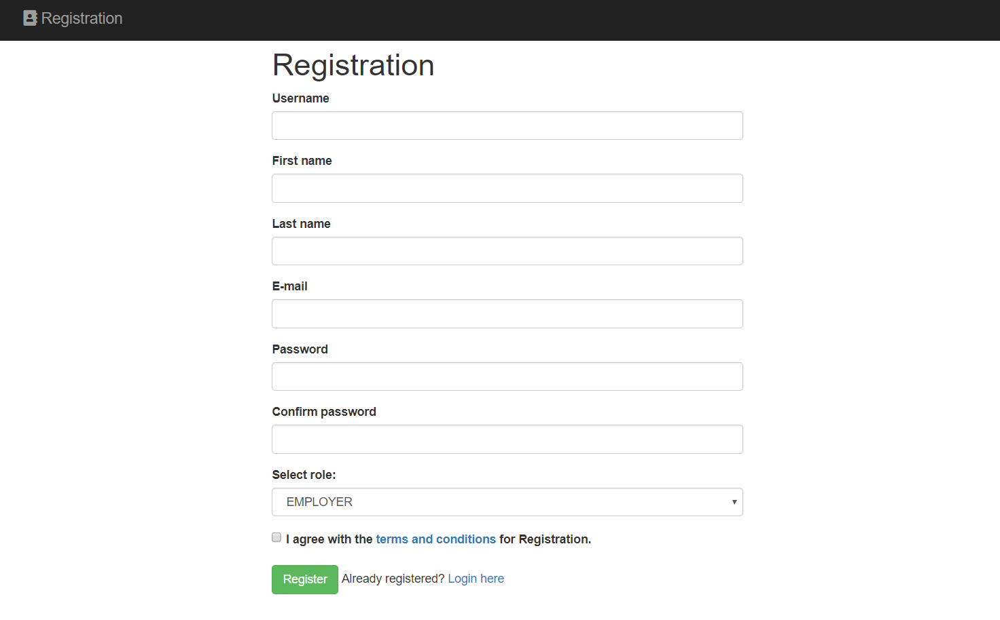 Registration
Registration
Username
First name
Last name
E-mail
Password
Confirm password
Select role:
EMPLOYER
I agree with the terms and conditions for Registration.
Register Already registered? Login here